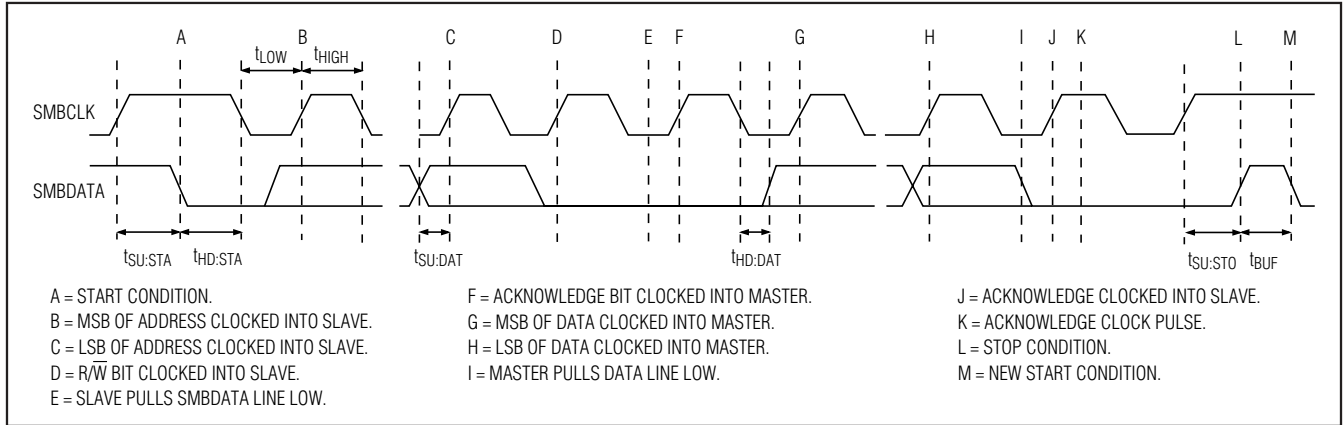 A B C D E F G H I J K L M
tLOW tHIGH
SMBCLK
SMBDATA
tSU:STA tHD:STA tSU:DAT tHD:DAT tSU:STO tBUF
A = START CONDITION.
B = MSB OF ADDRESS CLOCKED INTO SLAVE.
C = LSB OF ADDRESS CLOCKED INTO SLAVE.
D = R/W̅ BIT CLOCKED INTO SLAVE.
E = SLAVE PULLS SMBDATA LINE LOW.
F = ACKNOWLEDGE BIT CLOCKED INTO MASTER.
G = MSB OF DATA CLOCKED INTO MASTER.
H = LSB OF DATA CLOCKED INTO MASTER.
I = MASTER PULLS DATA LINE LOW.
J = ACKNOWLEDGE CLOCKED INTO SLAVE.
K = ACKNOWLEDGE CLOCK PULSE.
L = STOP CONDITION.
M = NEW START CONDITION.